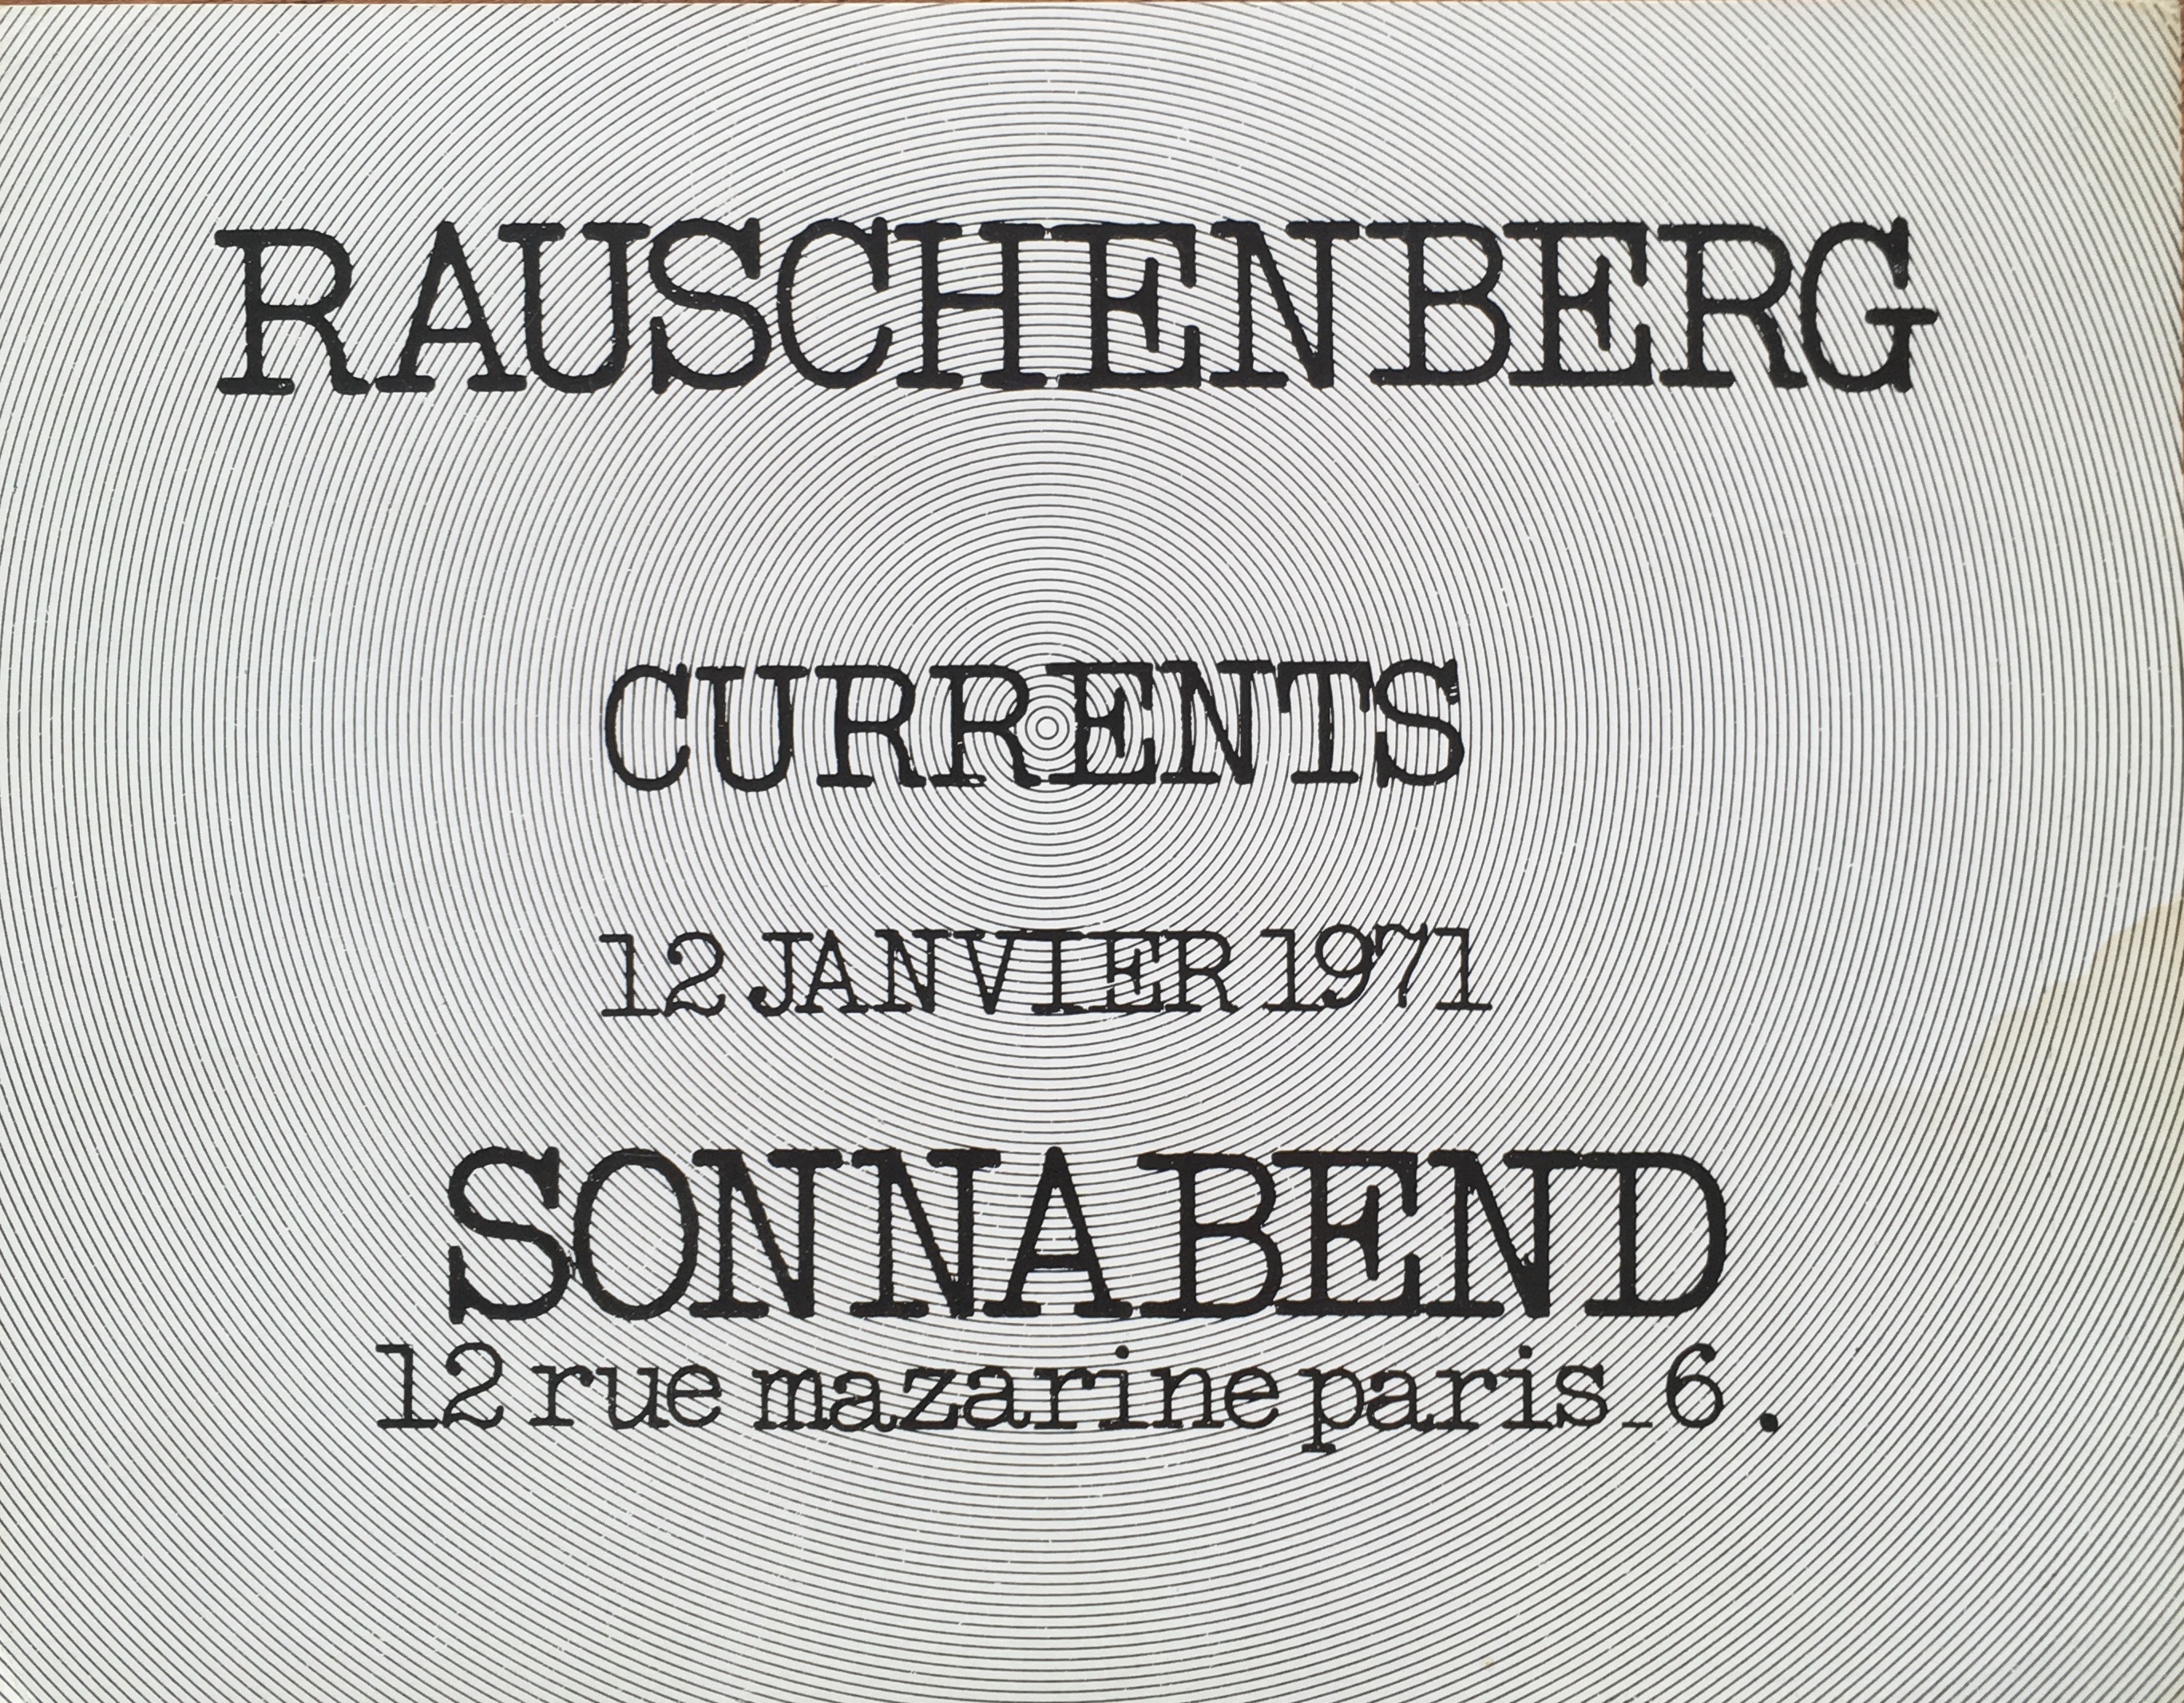 RAUSCHENBERG
CURRENTS
12 JANVIER 1971
SONNABEND
12 rue mazarine paris_6.